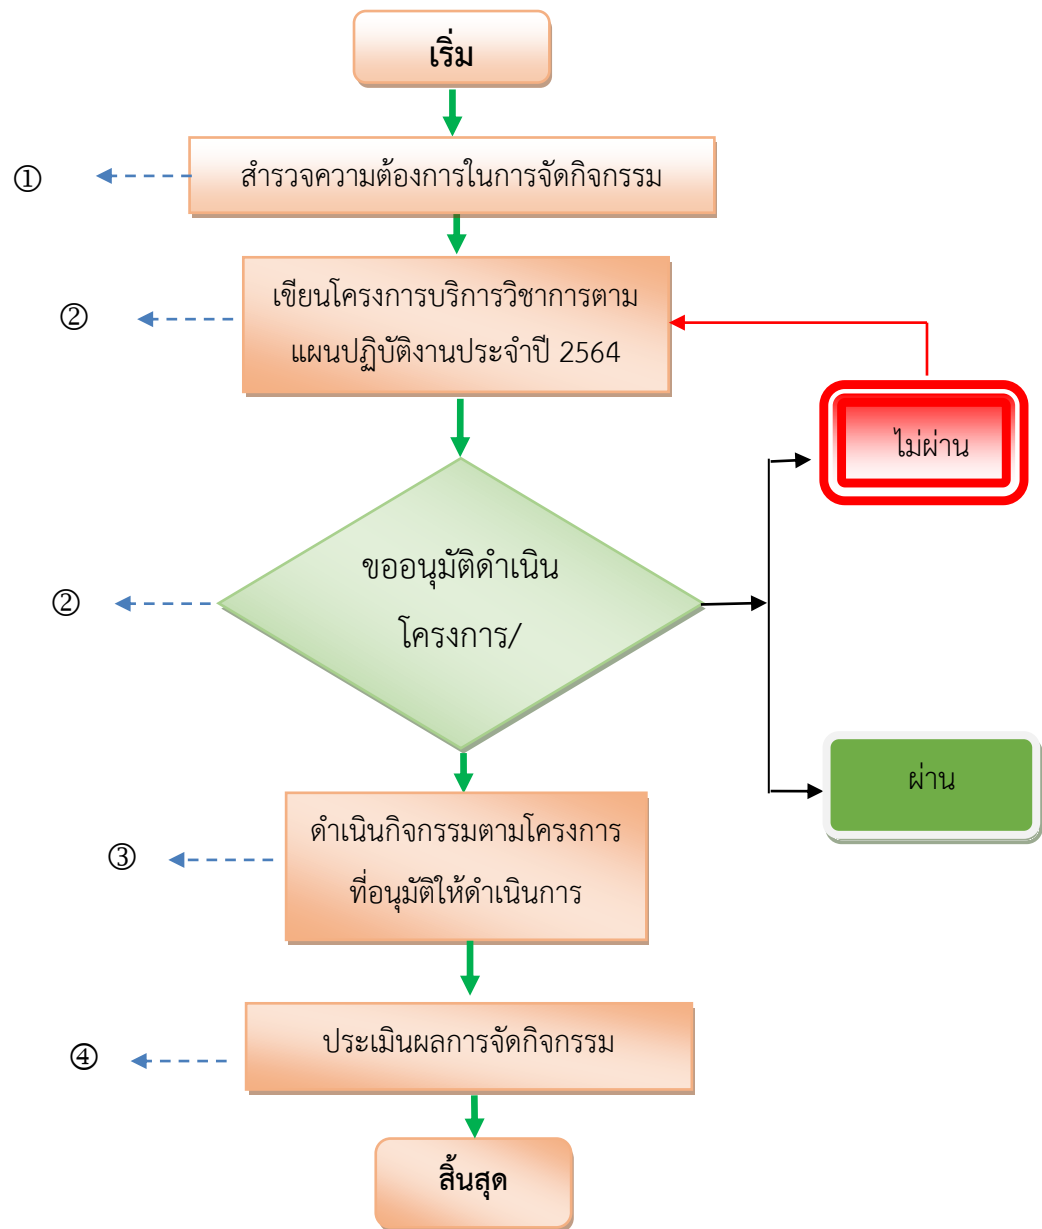 เริ่ม
① สำรวจความต้องการในการจัดกิจกรรม
② เขียนโครงการบริการวิชาการตาม
แผนปฏิบัติงานประจำปี 2564
ไม่ผ่าน
② ขออนุมัติดำเนิน
โครงการ/
ผ่าน
③ ดำเนินกิจกรรมตามโครงการ
ที่อนุมัติให้ดำเนินการ
④ ประเมินผลการจัดกิจกรรม
สิ้นสุด